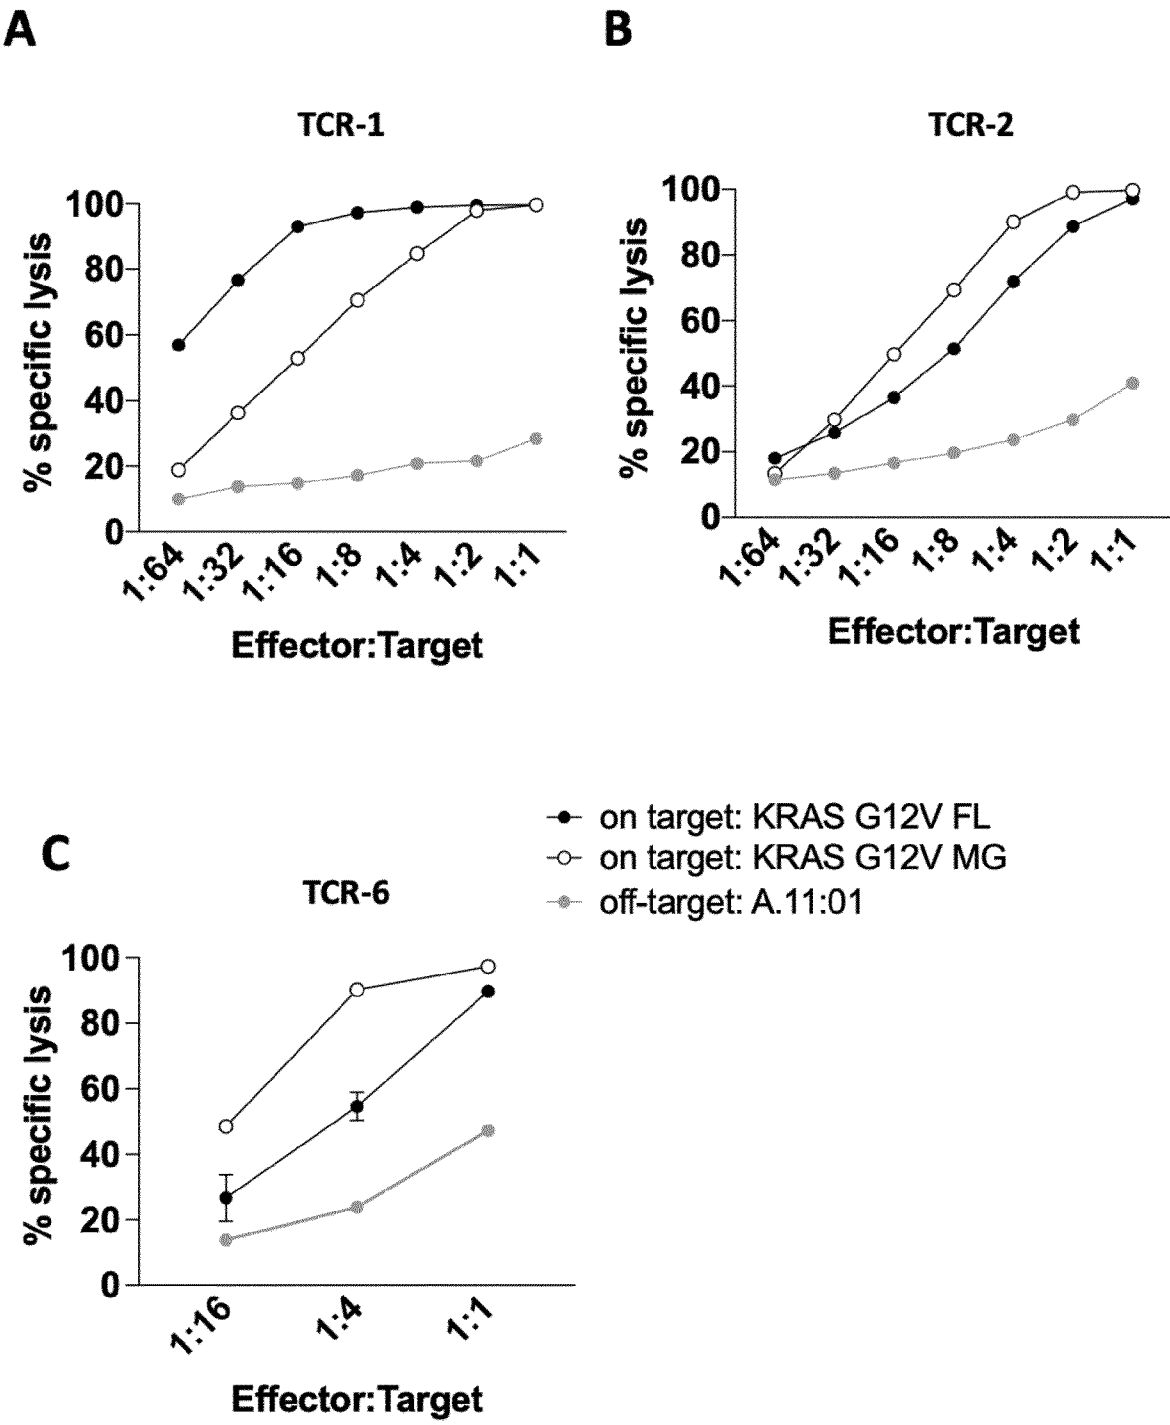 A
TCR-1
% specific lysis
100
80
60
40
20
0
1:64
1:32
1:16
1:8
1:4
1:2
1:1
Effector:Target
B
TCR-2
% specific lysis
100
80
60
40
20
0
1:64
1:32
1:16
1:8
1:4
1:2
1:1
Effector:Target
on target: KRAS G12V FL
on target: KRAS G12V MG
off-target: A.11:01
C
TCR-6
% specific lysis
100
80
60
40
20
0
1:16
1:4
1:1
Effector:Target